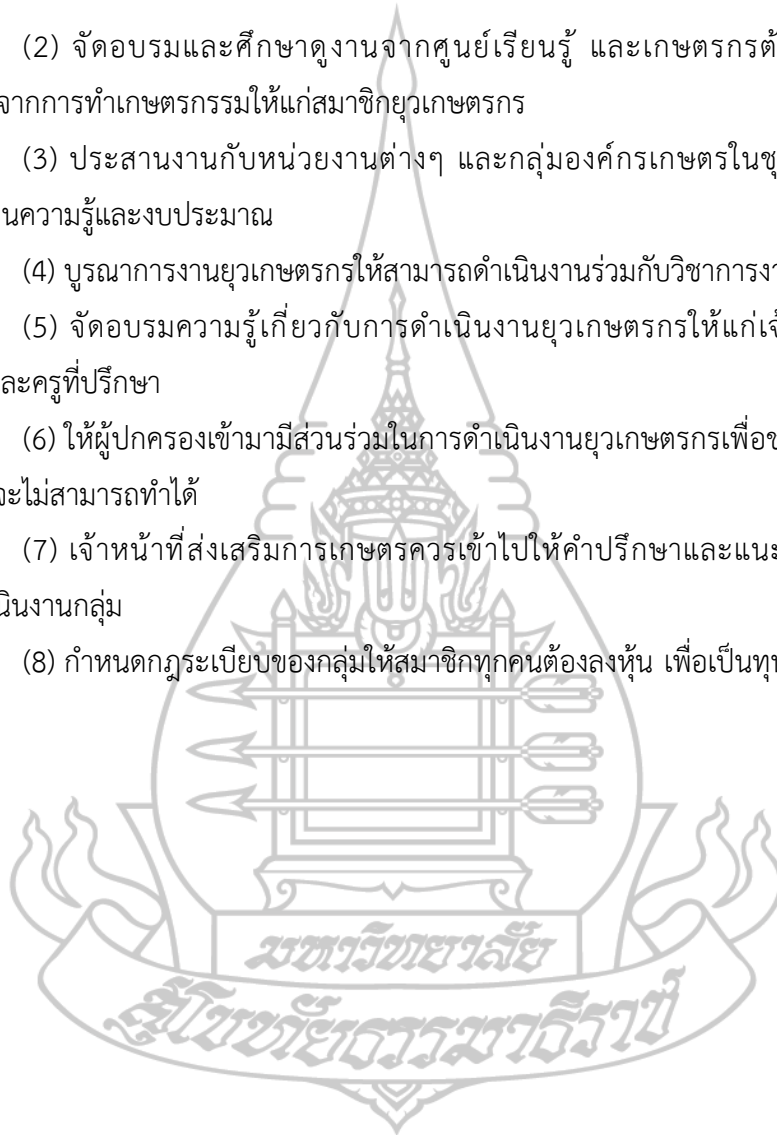 (2) จัดอบรมและศึกษาดูงานจากศูนย์เรียนรู้ และเกษตรกรต้
จากการทำเกษตรกรรมให้แก่สมาชิกยุวเกษตรกร
(3) ประสานงานกับหน่วยงานต่างๆ และกลุ่มองค์กรเกษตรในชุ
นความรู้และงบประมาณ
(4) บูรณาการงานยุวเกษตรกรให้สามารถดำเนินงานร่วมกับวิชาการงา
(5) จัดอบรมความรู้เกี่ยวกับการดำเนินงานยุวเกษตรกรให้แก่เจ้
ละครูที่ปรึกษา
(6) ให้ผู้ปกครองเข้ามามีส่วนร่วมในการดำเนินงานยุวเกษตรกรเพื่อช
จะไม่สามารถทำได้
(7) เจ้าหน้าที่ส่งเสริมการเกษตรควรเข้าไปให้คำปรึกษาและแนะ
นินงานกลุ่ม
(8) กำหนดกฎระเบียบของกลุ่มให้สมาชิกทุกคนต้องลงหุ้น เพื่อเป็นทุน
มหาวิทยาลัย
สุโขทัยธรรมาธิราช